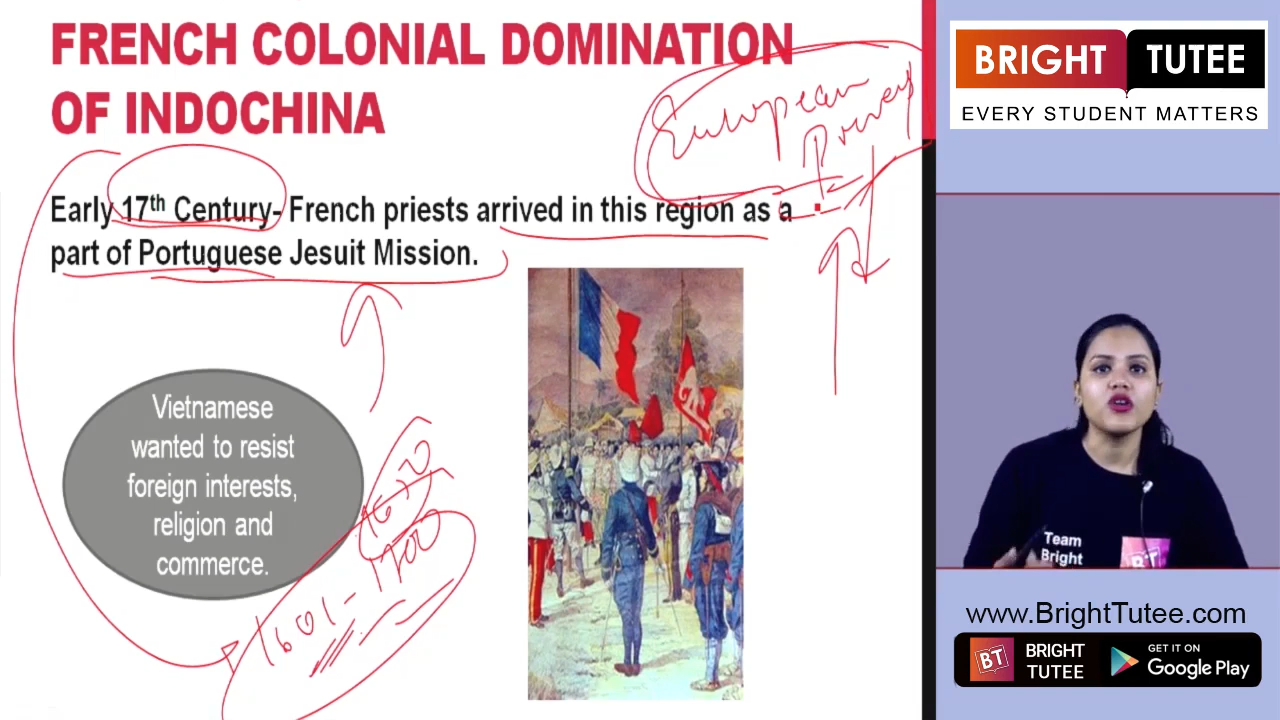 FRENCH COLONIAL DOMINATION
OF INDOCHINA
European
Power
Early 17th Century- French priests arrived in this region as a
part of Portuguese Jesuit Mission.
Vietnamese
wanted to resist
foreign interests,
religion and
commerce.
1601-1700
BRIGHT TUTEE
EVERY STUDENT MATTERS
Team
Bright
BT
www.BrightTutee.com
BT
BRIGHT
TUTEE
GET IT ON
Google Play